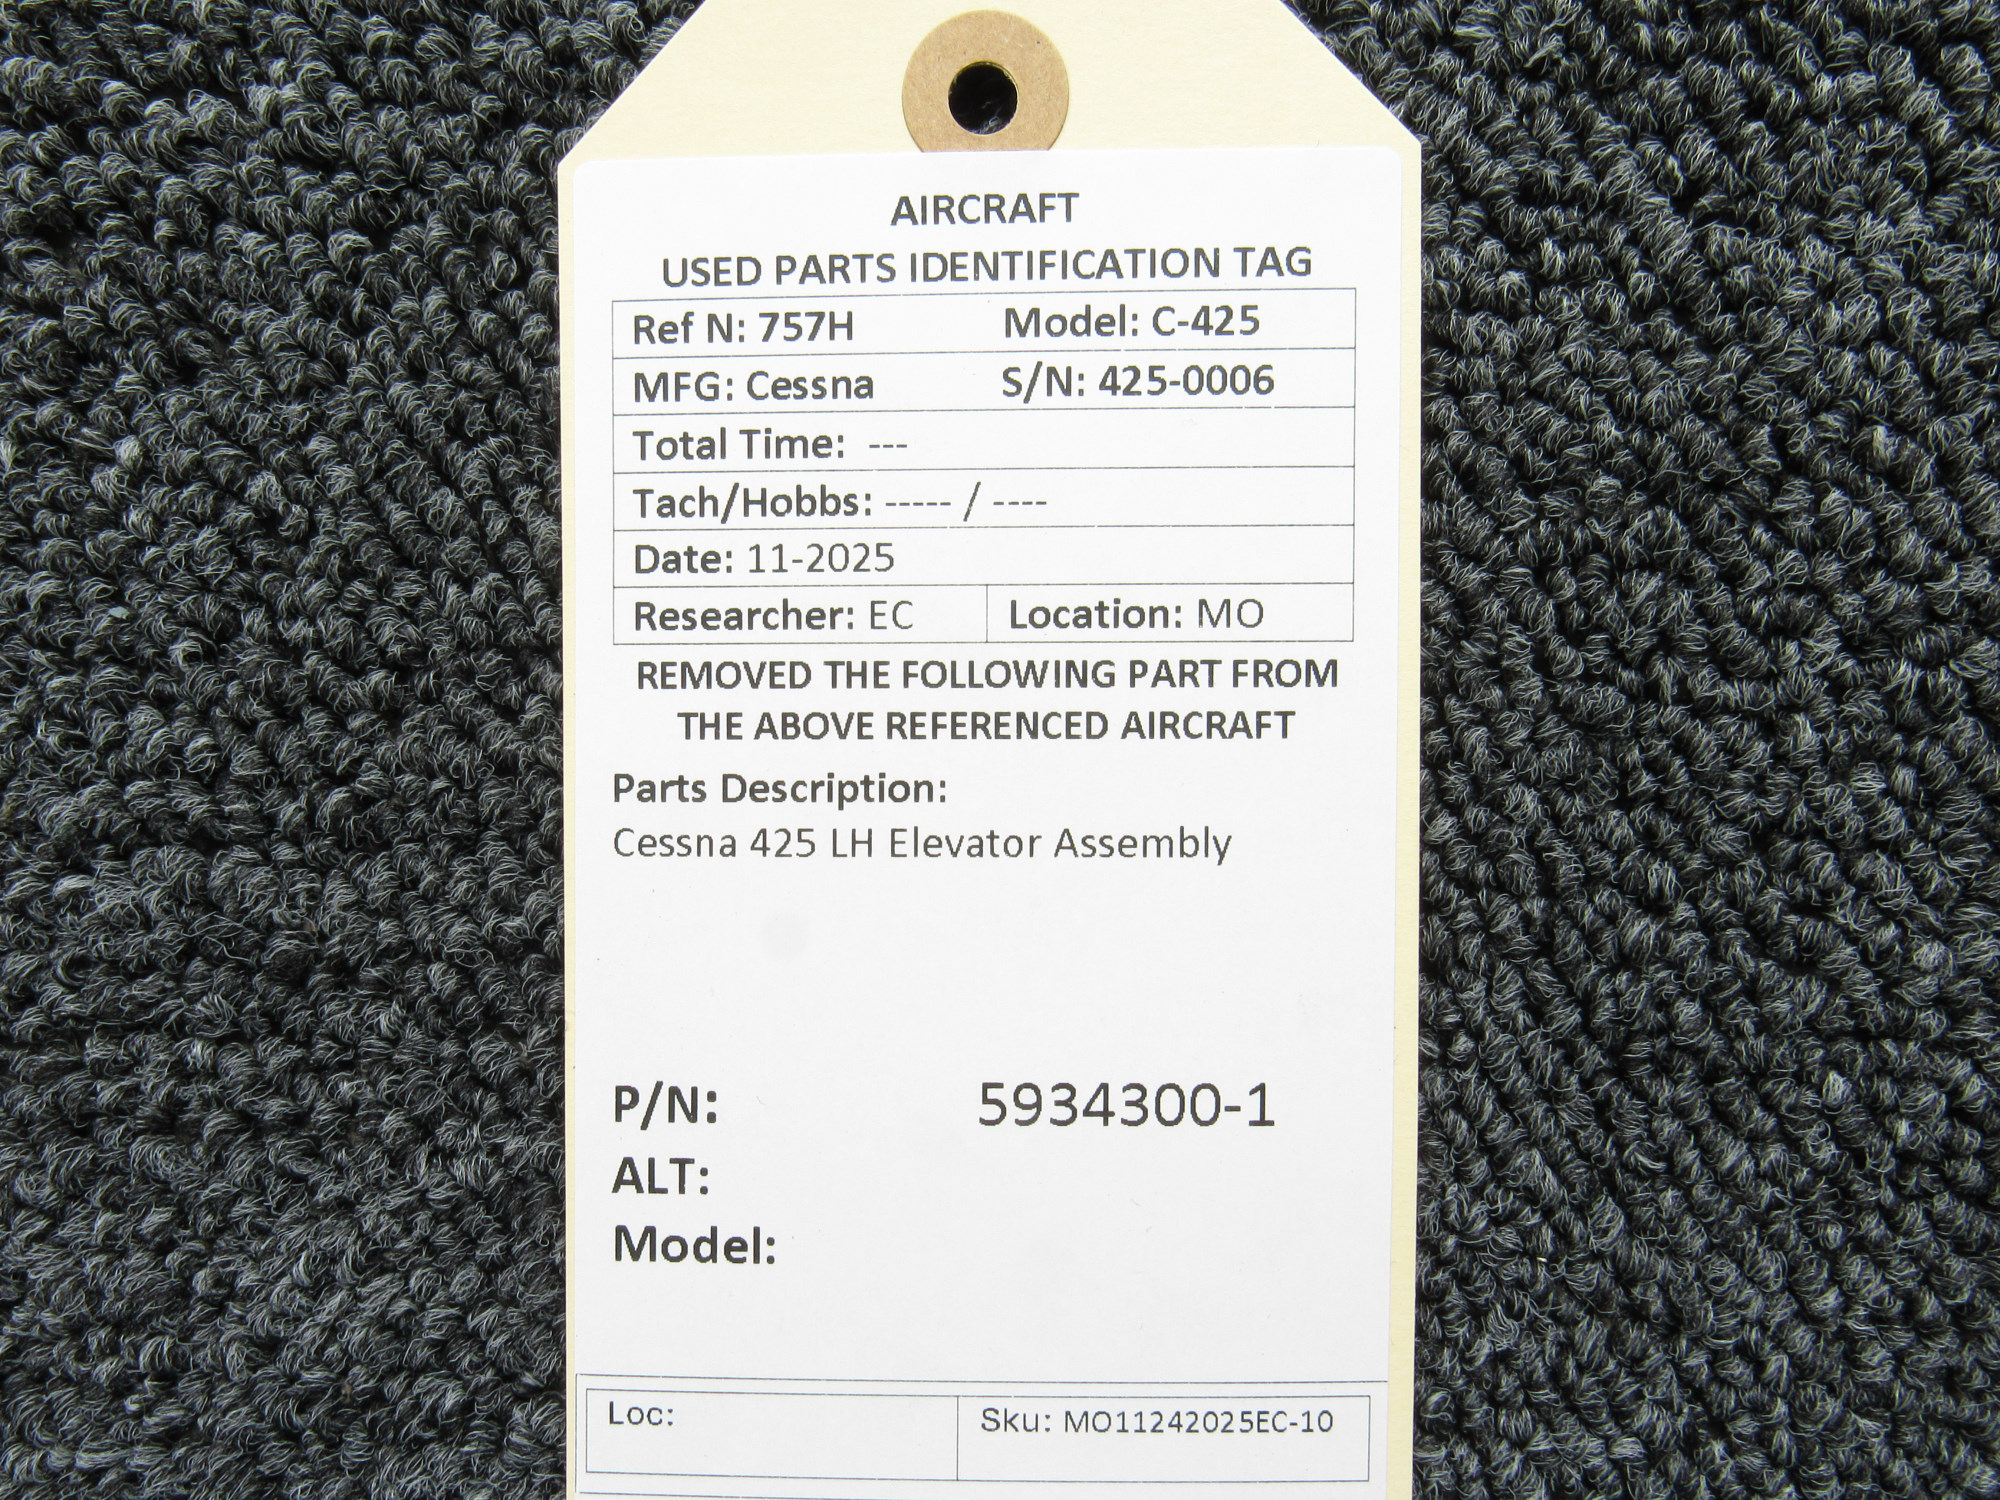 AIRCRAFT
USED PARTS IDENTIFICATION TAG
Ref N: 757H Model: C-425
MFG: Cessna S/N: 425-0006
Total Time: ---
Tach/Hobbs: ----- / ----
Date: 11-2025
Researcher: EC Location: MO
REMOVED THE FOLLOWING PART FROM
THE ABOVE REFERENCED AIRCRAFT
Parts Description:
Cessna 425 LH Elevator Assembly
P/N: 5934300-1
ALT:
Model:
Loc: Sku: MO11242025EC-10